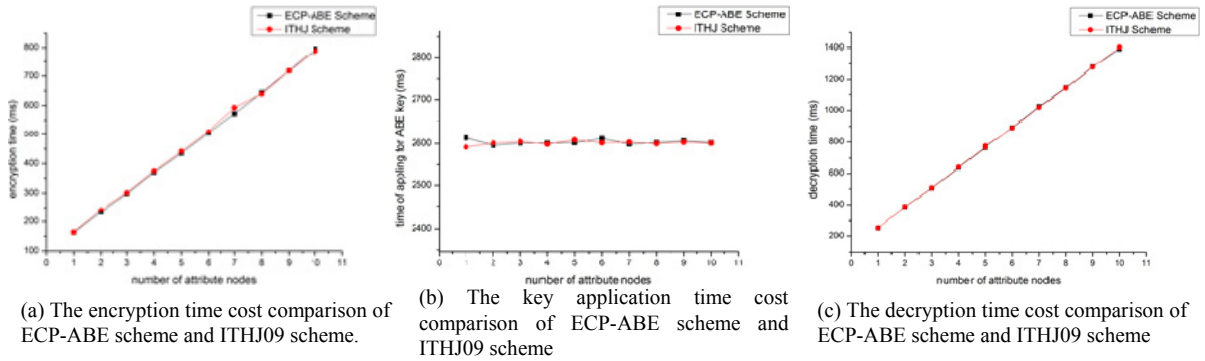 ECP-ABE Scheme
ITHJ Scheme
800
700
600
500
400
300
200
100
encryption time (ms)
0 1 2 3 4 5 6 7 8 9 10 11
number of attribute nodes
(a) The encryption time cost comparison of
ECP-ABE scheme and ITHJ09 scheme.
ECP-ABE Scheme
ITHJ Scheme
2800
2700
2600
2500
2400
time of appling for ABE key (ms)
0 1 2 3 4 5 6 7 8 9 10 11
number of attribute nodes
(b) The key application time cost
comparison of ECP-ABE scheme and
ITHJ09 scheme
ECP-ABE Scheme
ITHJ Scheme
1400
1200
1000
800
600
400
200
decryption time (ms)
0 1 2 3 4 5 6 7 8 9 10 11
number of attribute nodes
(c) The decryption time cost comparison of
ECP-ABE scheme and ITHJ09 scheme